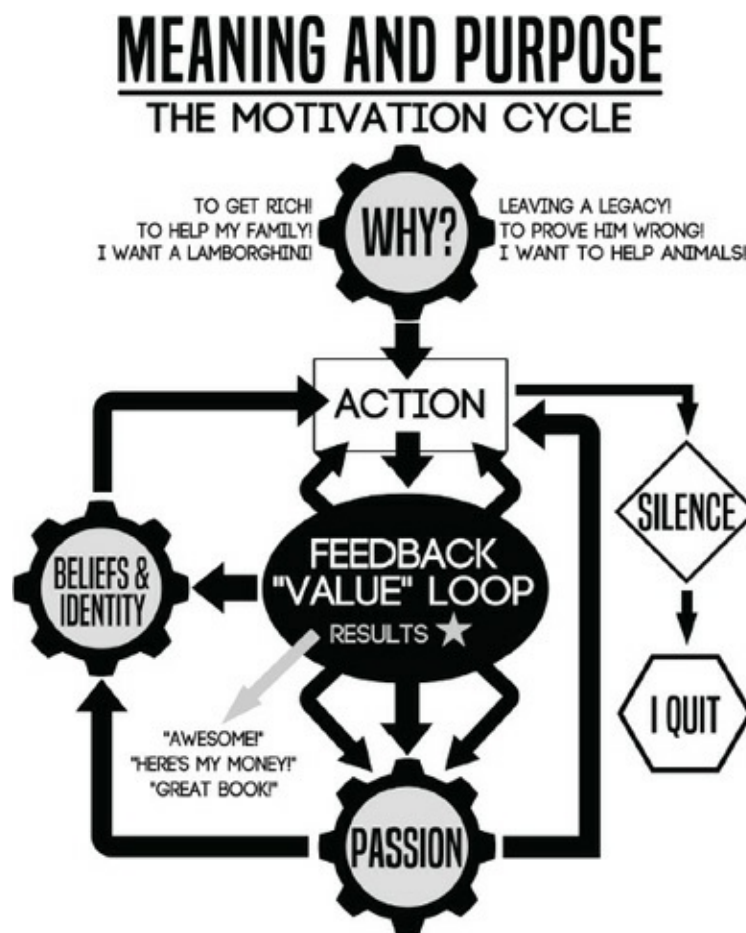 MEANING AND PURPOSE
THE MOTIVATION CYCLE
TO GET RICH!
TO HELP MY FAMILY!
I WANT A LAMBORGHINI!
WHY?
LEAVING A LEGACY!
TO PROVE HIM WRONG!
I WANT TO HELP ANIMALS!
ACTION
SILENCE
I QUIT
BELIEFS &
IDENTITY
FEEDBACK
"VALUE" LOOP
RESULTS
"AWESOME!"
"HERE'S MY MONEY!"
"GREAT BOOK!"
PASSION